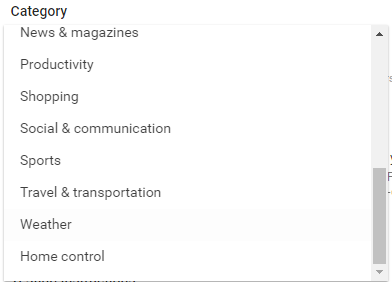 Category
News & magazines
Productivity
Shopping
Social & communication
Sports
Travel & transportation
Weather
Home control